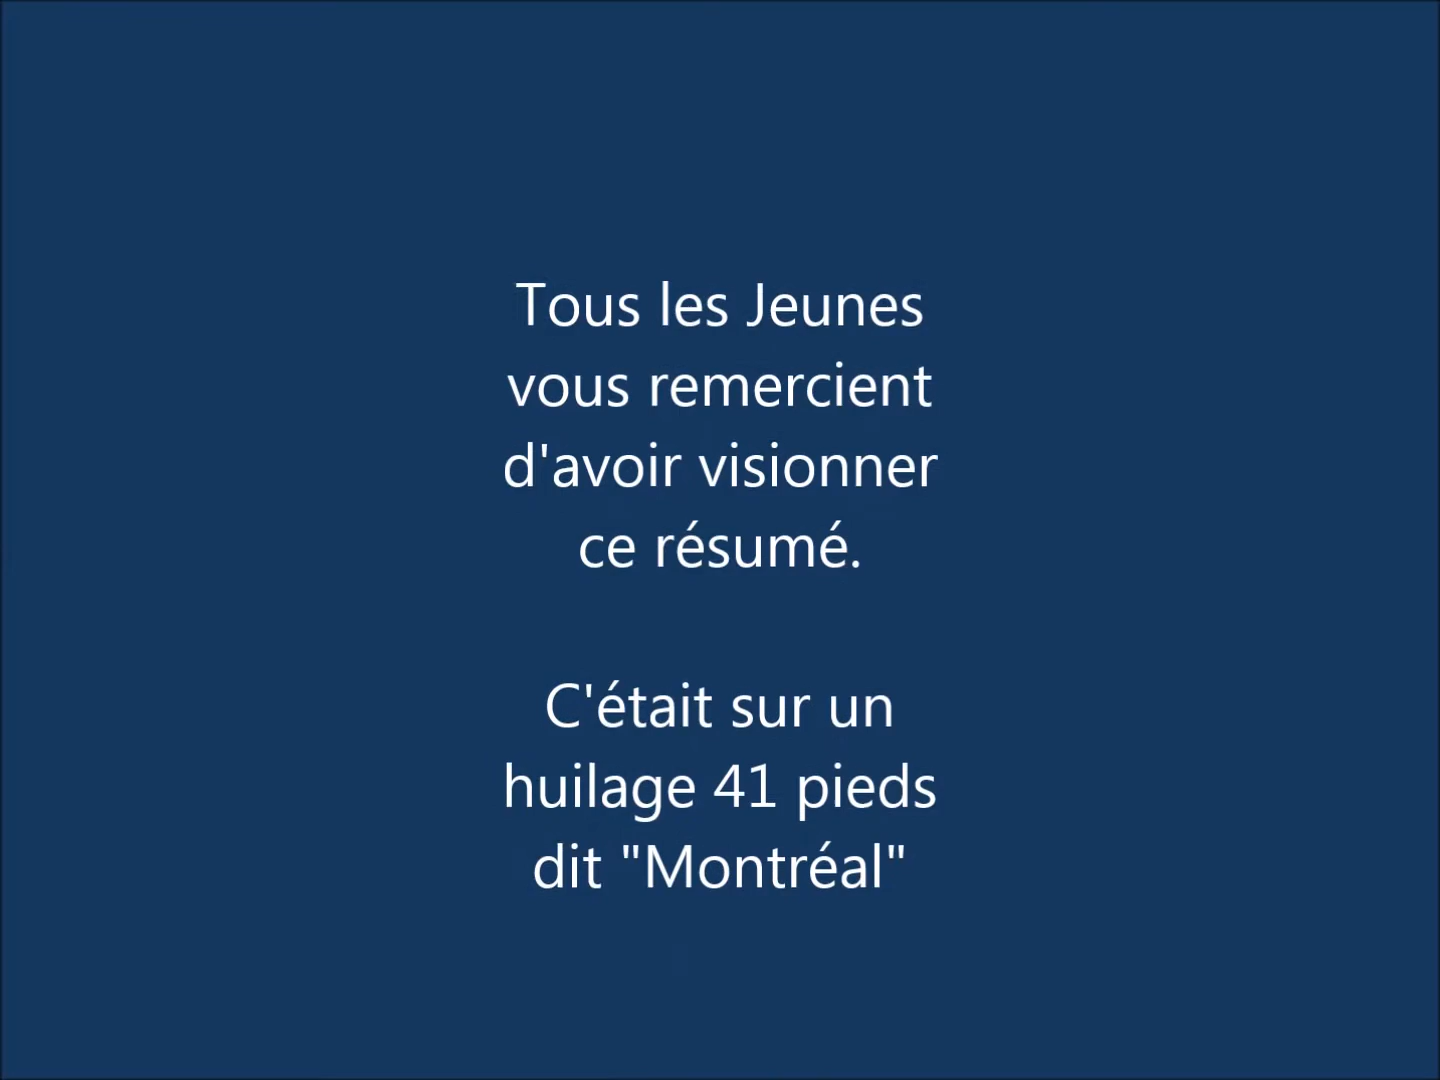 Tous les Jeunes
vous remercient
d'avoir visionner
ce résumé.
C'était sur un
huilage 41 pieds
dit "Montréal"